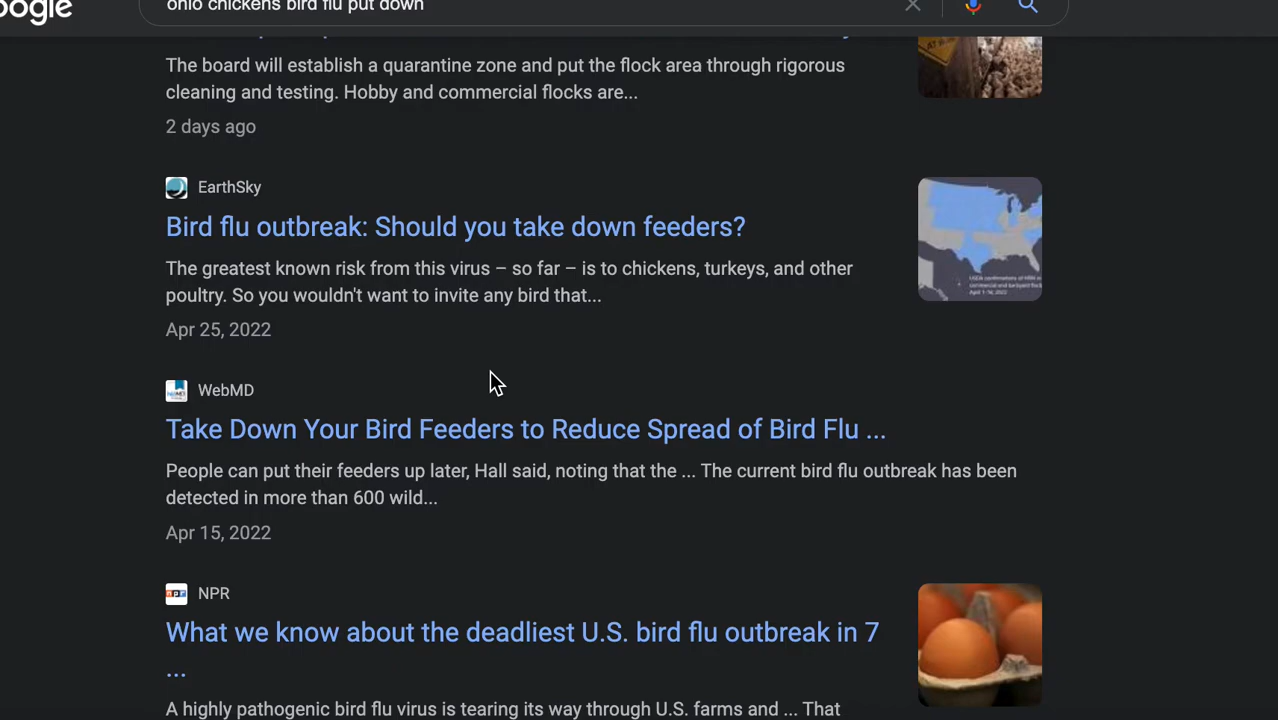 oogle
ohio chickens bird flu put down
The board will establish a quarantine zone and put the flock area through rigorous
cleaning and testing. Hobby and commercial flocks are...
2 days ago
EarthSky
Bird flu outbreak: Should you take down feeders?
The greatest known risk from this virus – so far – is to chickens, turkeys, and other
poultry. So you wouldn't want to invite any bird that...
Apr 25, 2022
WebMD
Take Down Your Bird Feeders to Reduce Spread of Bird Flu ...
People can put their feeders up later, Hall said, noting that the ... The current bird flu outbreak has been
detected in more than 600 wild...
Apr 15, 2022
NPR
What we know about the deadliest U.S. bird flu outbreak in 7
...
A highly pathogenic bird flu virus is tearing its way through U.S. farms and ... That